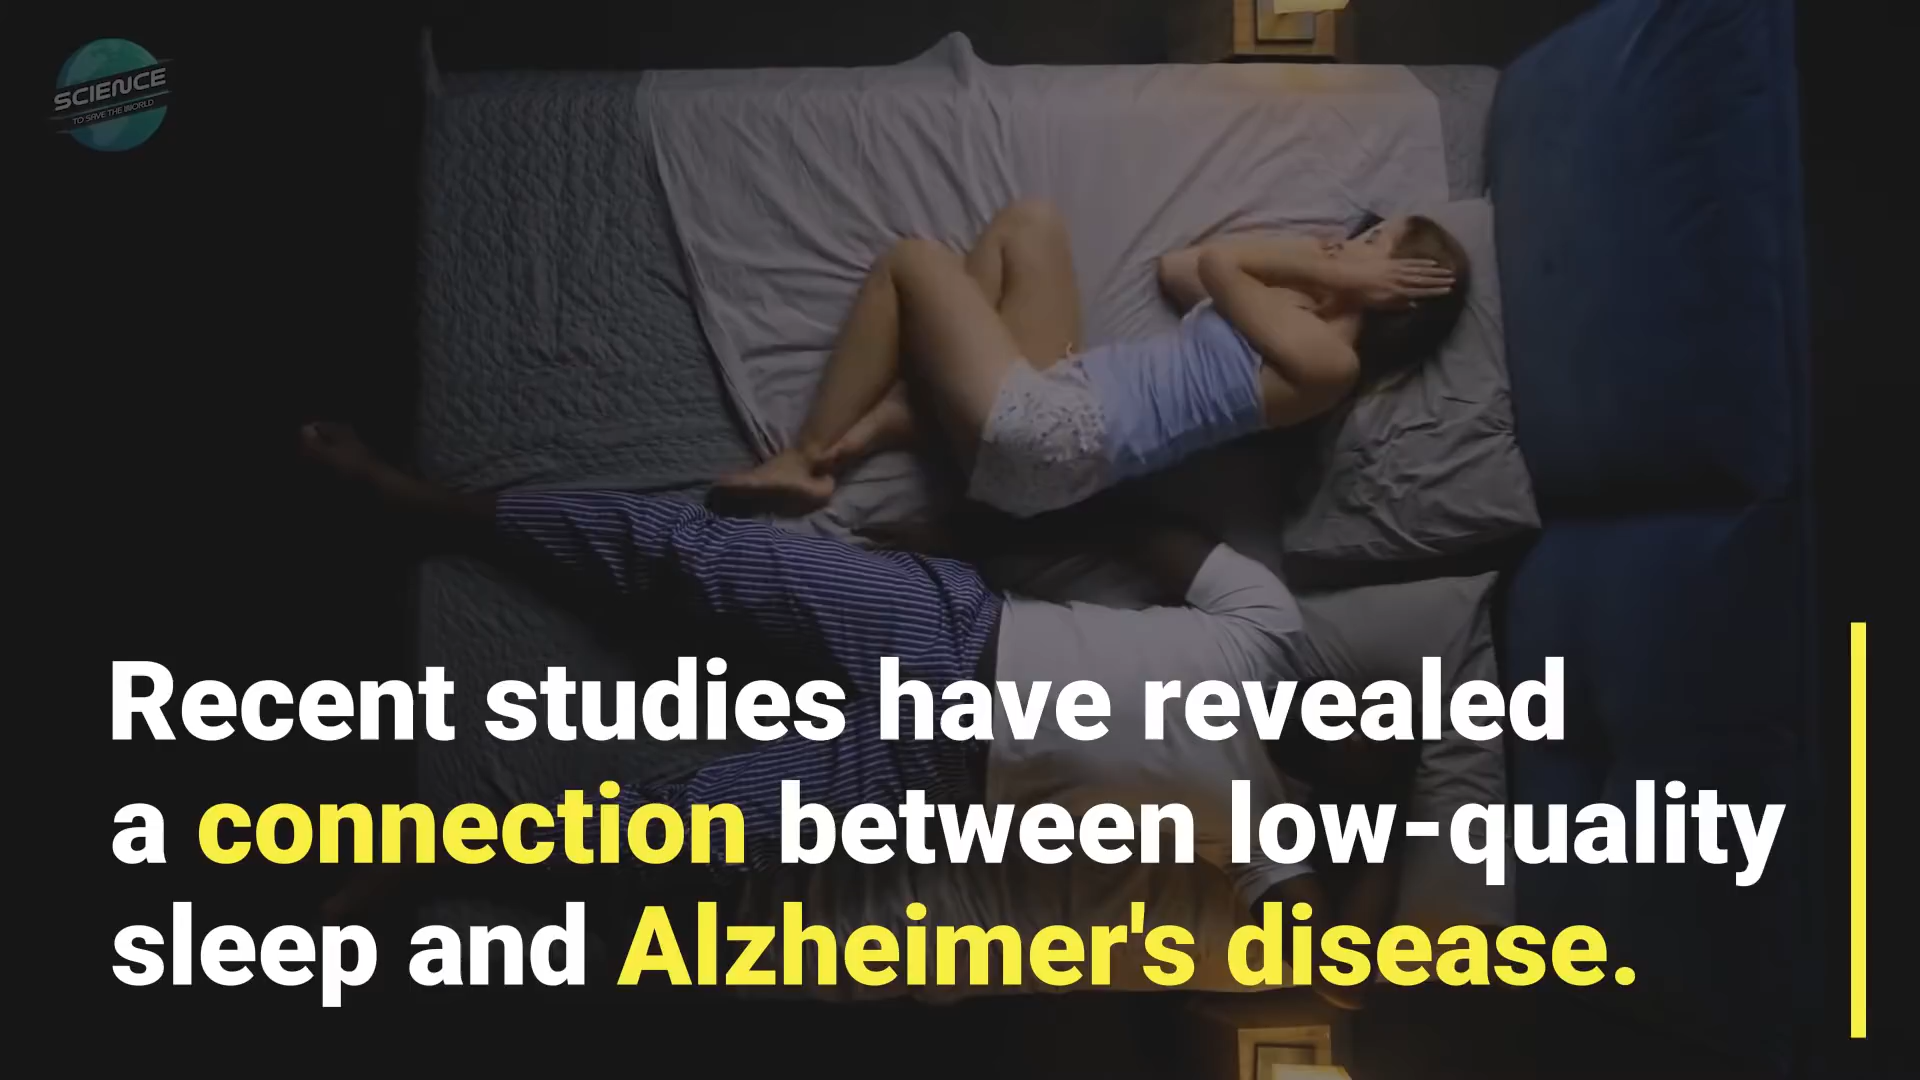 SCIENCE
TO SAVE THE WORLD
Recent studies have revealed
a connection between low-quality
sleep and Alzheimer's disease.